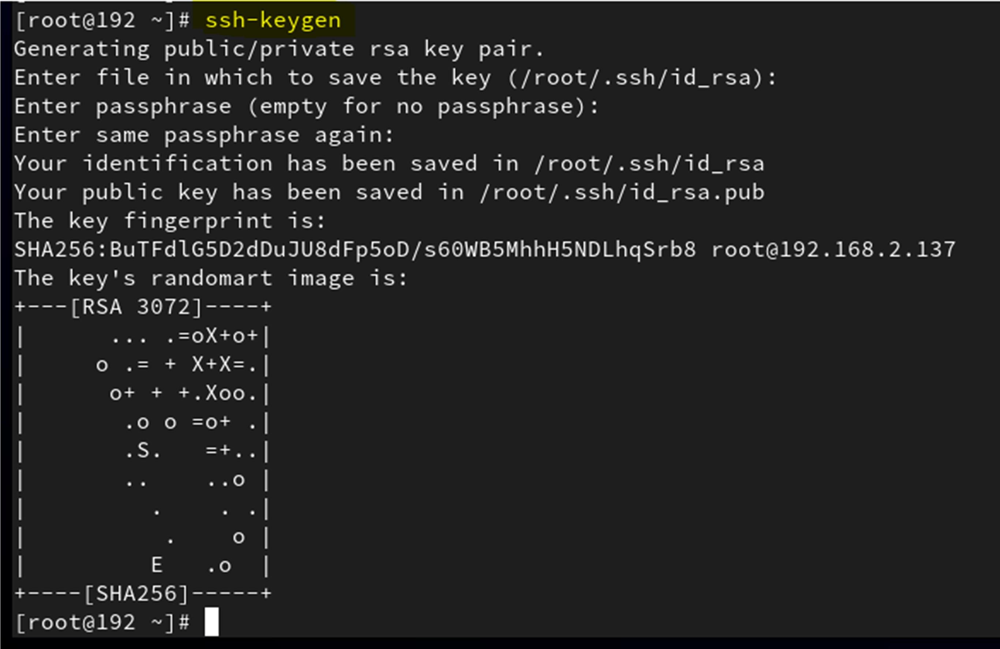 [root@192 ~]# ssh-keygen
Generating public/private rsa key pair.
Enter file in which to save the key (/root/.ssh/id_rsa):
Enter passphrase (empty for no passphrase):
Enter same passphrase again:
Your identification has been saved in /root/.ssh/id_rsa
Your public key has been saved in /root/.ssh/id_rsa.pub
The key fingerprint is:
SHA256:BuTFdlG5D2dDuJU8dFp5oD/s60WB5MhhH5NDLhqSrb8 root@192.168.2.137
The key's randomart image is:
+---[RSA 3072]----+
|      ... .=oX+o+|
|     o .= + X+X=.|
|      o+ + +.Xoo.|
|       .o o =o+ .|
|       .S.   =+..|
|       ..    ..o |
|         .    . .|
|          .    o |
|         E   .o  |
+----[SHA256]-----+
[root@192 ~]#